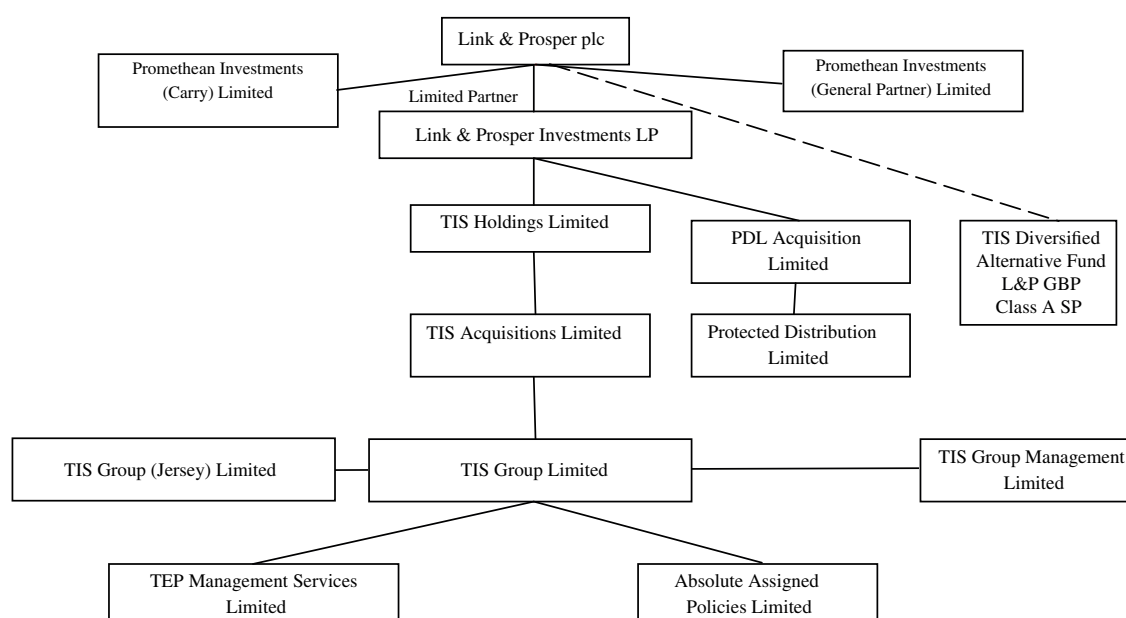 Link & Prosper plc
Promethean Investments
(Carry) Limited
Promethean Investments
(General Partner) Limited
Limited Partner
Link & Prosper Investments LP
TIS Holdings Limited
PDL Acquisition
Limited
TIS Diversified
Alternative Fund
L&P GBP
Class A SP
TIS Acquisitions Limited
Protected Distribution
Limited
TIS Group (Jersey) Limited
TIS Group Limited
TIS Group Management
Limited
TEP Management Services
Limited
Absolute Assigned
Policies Limited